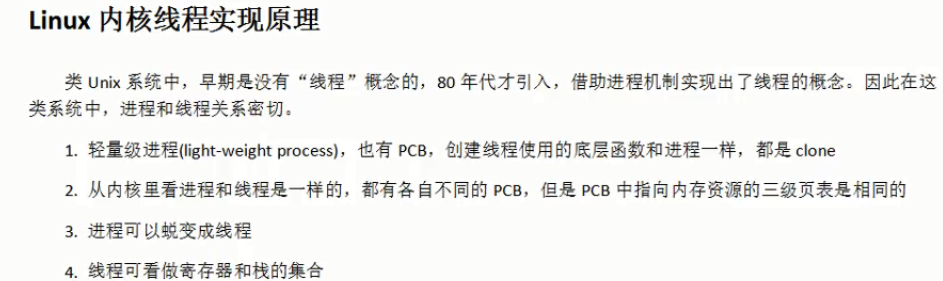 Linux 内核线程实现原理
类 Unix 系统中，早期是没有“线程”概念的，80 年代才引入，借助进程机制实现出了线程的概念。因此在这
类系统中，进程和线程关系密切。
1. 轻量级进程(light-weight process)，也有 PCB，创建线程使用的底层函数和进程一样，都是 clone
2. 从内核里看进程和线程是一样的，都有各自不同的 PCB，但是 PCB 中指向内存资源的三级页表是相同的
3. 进程可以蜕变成线程
4. 线程可看做寄存器和栈的集合